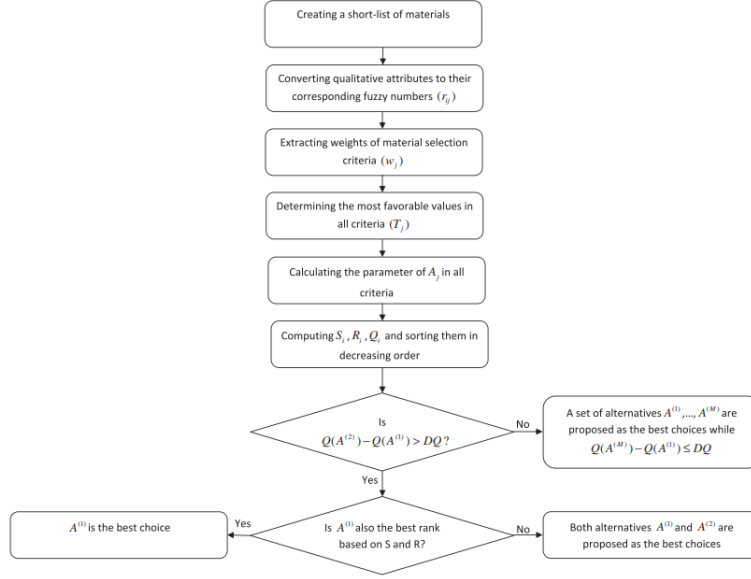 Creating a short-list of materials
Converting qualitative attributes to their
corresponding fuzzy numbers (r_ij)
Extracting weights of material selection
criteria (w_j)
Determining the most favorable values in
all criteria (T_j)
Calculating the parameter of A_j in all
criteria
Computing S_i, R_i, Q_i and sorting them in
decreasing order
Is
Q(A^(2))−Q(A^(1)) > DQ?
No
A set of alternatives A^(1),..., A^(M) are
proposed as the best choices while
Q(A^(M))−Q(A^(1)) ≤ DQ
Yes
Is A^(1) also the best rank
based on S and R?
Yes
A^(1) is the best choice
No
Both alternatives A^(1) and A^(2) are
proposed as the best choices